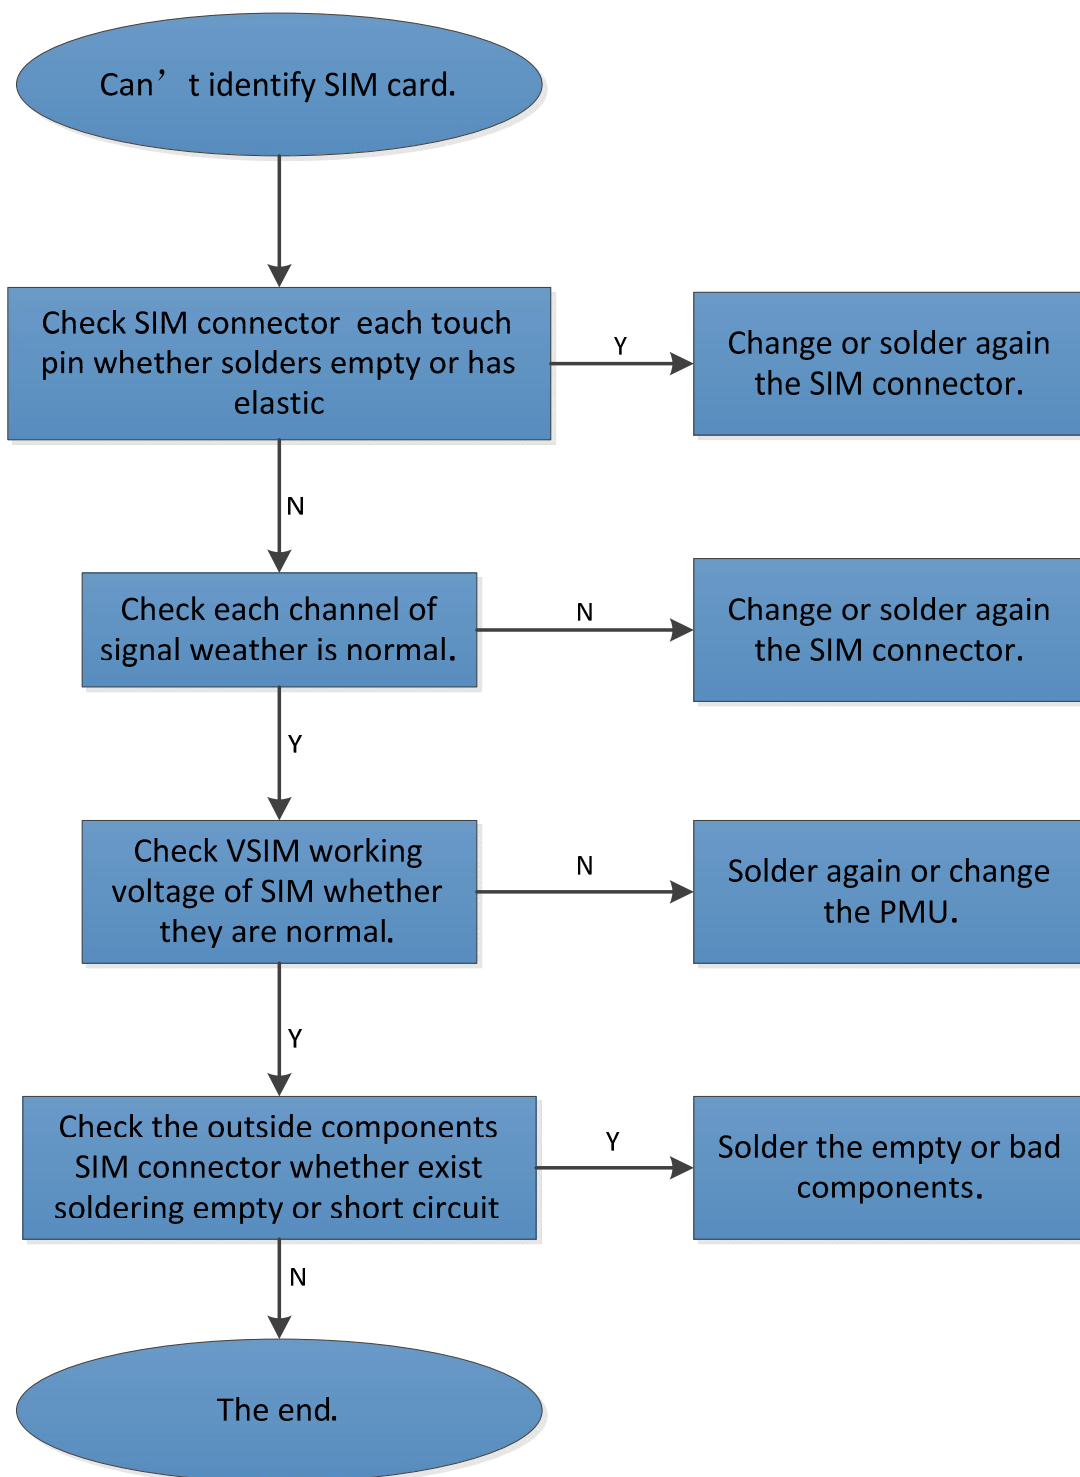 Can’ t identify SIM card.
Check SIM connector  each touch
pin whether solders empty or has
elastic
Y
Change or solder again
the SIM connector.
N
Check each channel of
signal weather is normal.
N
Change or solder again
the SIM connector.
Y
Check VSIM working
voltage of SIM whether
they are normal.
N
Solder again or change
the PMU.
Y
Check the outside components
SIM connector whether exist
soldering empty or short circuit
Y
Solder the empty or bad
components.
N
The end.